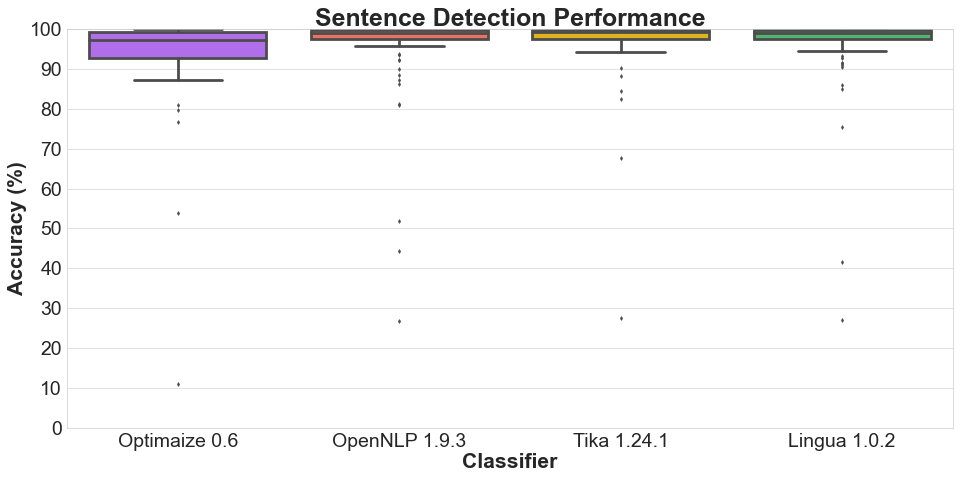 Sentence Detection Performance
100
90
80
70
60
50
40
30
20
10
0
Accuracy (%)
Optimaize 0.6 OpenNLP 1.9.3 Tika 1.24.1 Lingua 1.0.2
Classifier